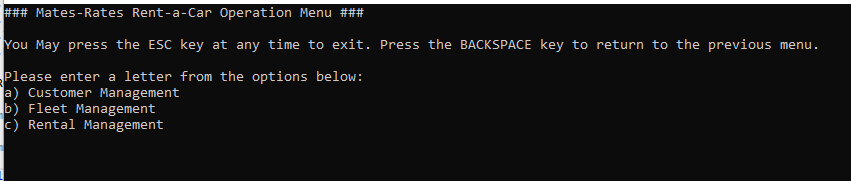 ### Mates-Rates Rent-a-Car Operation Menu ###
You May press the ESC key at any time to exit. Press the BACKSPACE key to return to the previous menu.
Please enter a letter from the options below:
a) Customer Management
b) Fleet Management
c) Rental Management